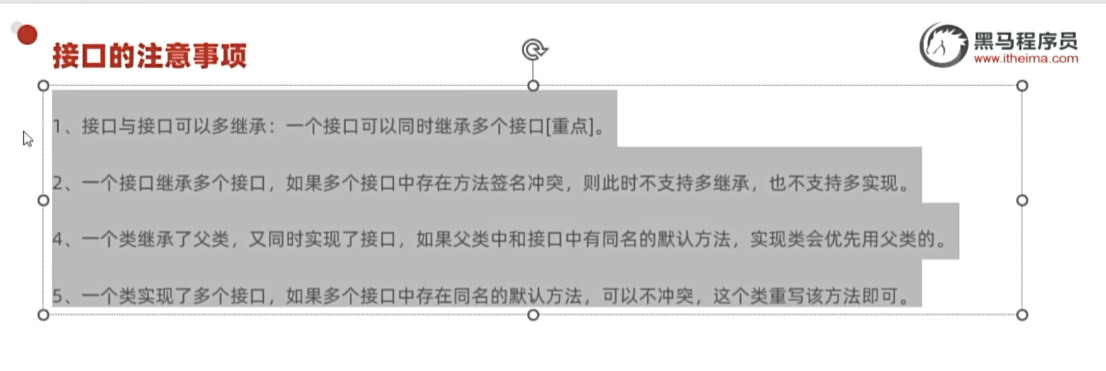 接口的注意事项
黑马程序员
www.itheima.com
1、接口与接口可以多继承：一个接口可以同时继承多个接口[重点]。
2、一个接口继承多个接口，如果多个接口中存在方法签名冲突，则此时不支持多继承，也不支持多实现。
4、一个类继承了父类，又同时实现了接口，如果父类中和接口中有同名的默认方法，实现类会优先用父类的。
5、一个类实现了多个接口，如果多个接口中存在同名的默认方法，可以不冲突，这个类重写该方法即可。